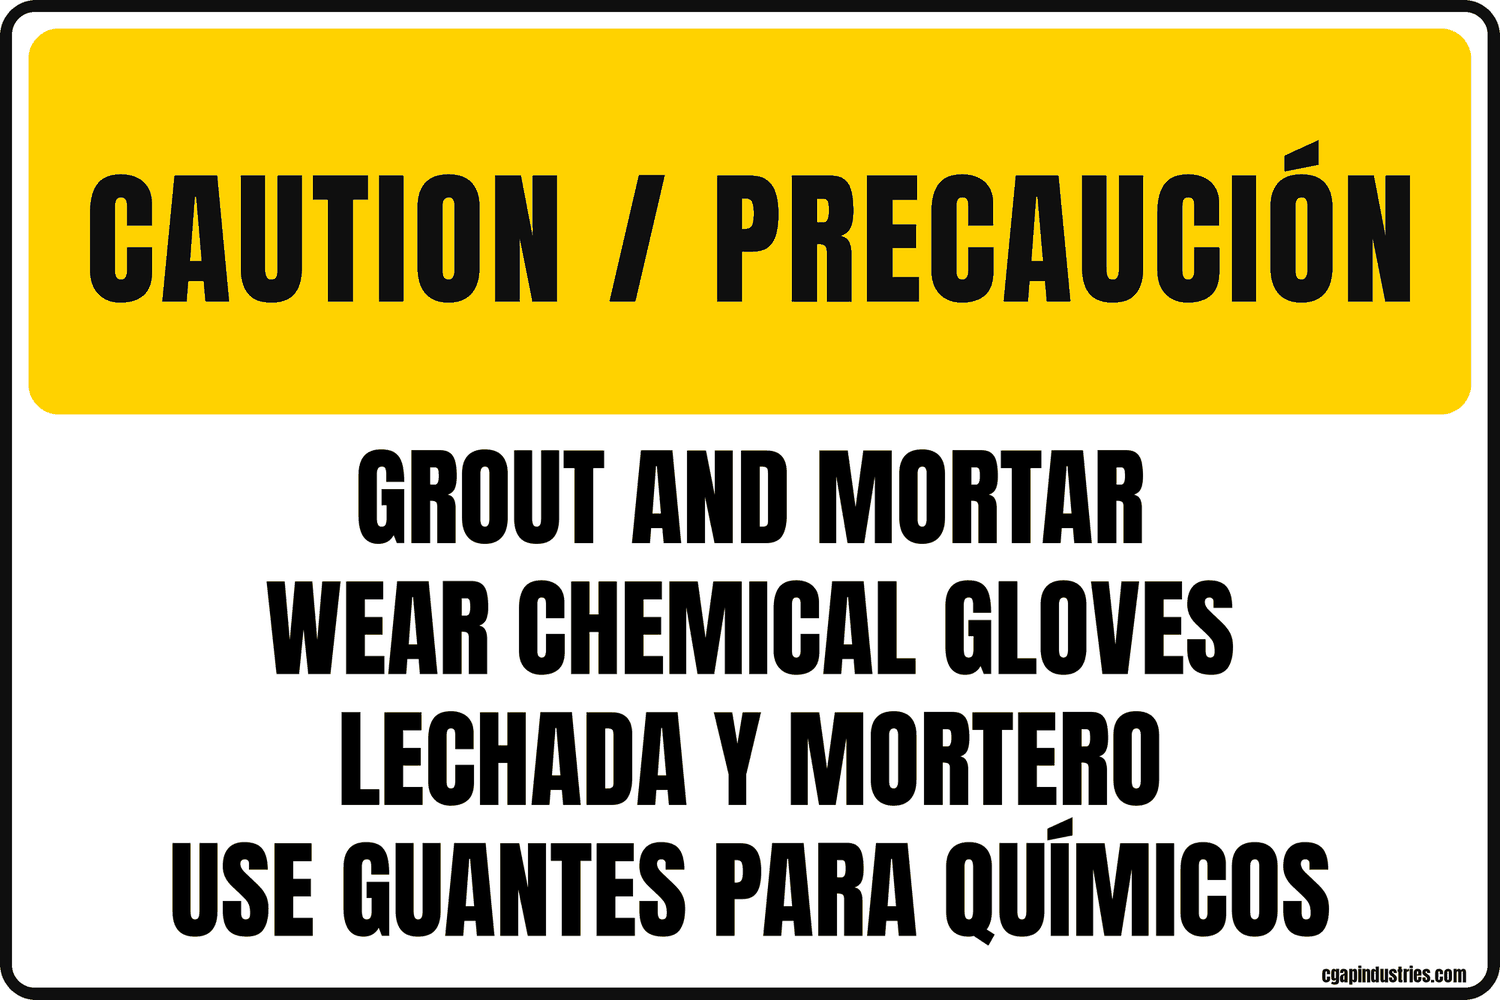 CAUTION / PRECAUCIÓN
GROUT AND MORTAR
WEAR CHEMICAL GLOVES
LECHADA Y MORTERO
USE GUANTES PARA QUÍMICOS
cgapindustries.com